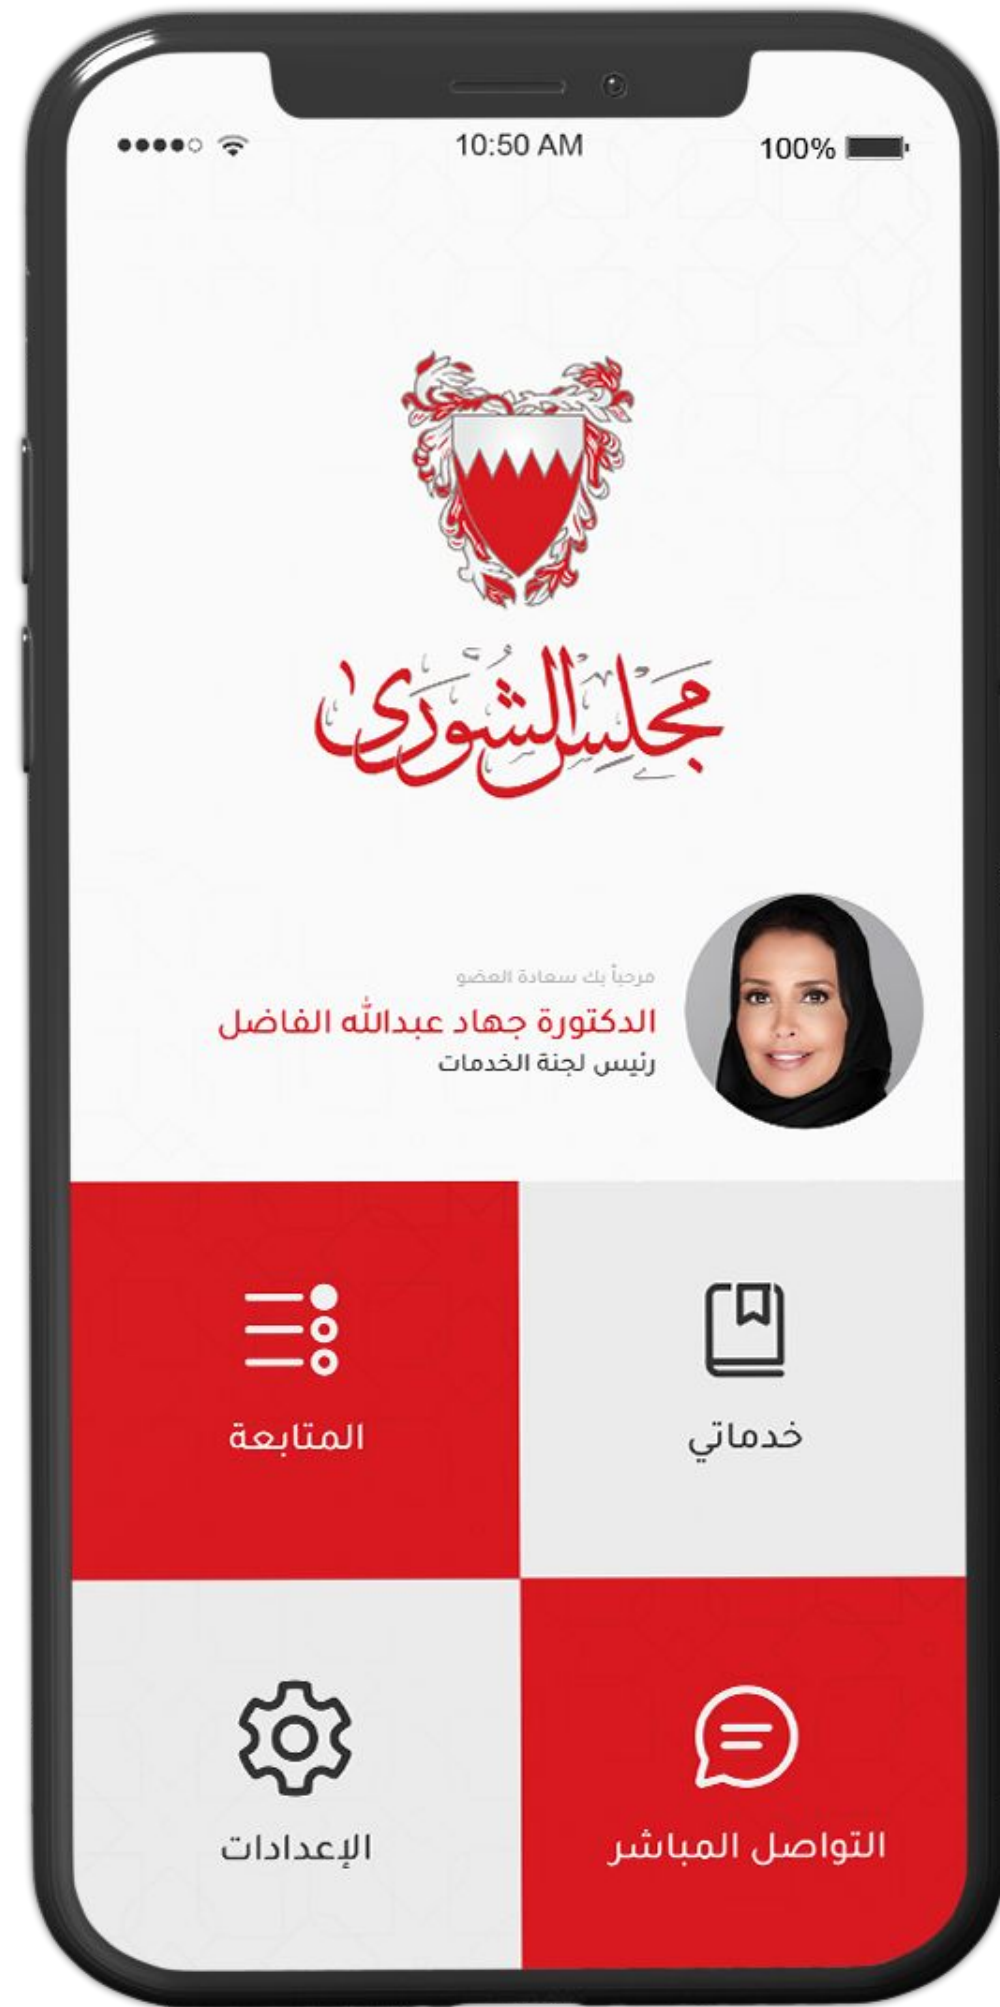 10:50 AM
100%
مجلس الشورى
مرحباً بك سعادة العضو
الدكتورة جهاد عبدالله الفاضل
رئيس لجنة الخدمات
خدماتي
المتابعة
التواصل المباشر
الإعدادات